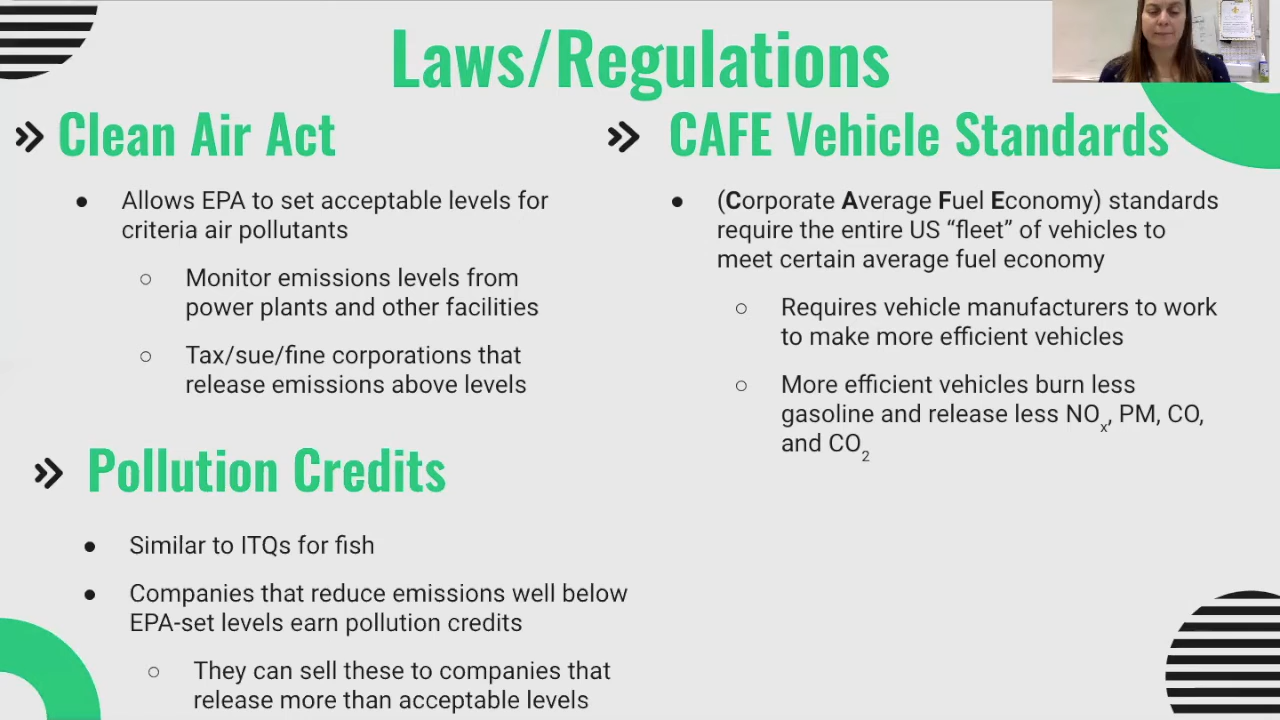 Laws/Regulations
Clean Air Act
● Allows EPA to set acceptable levels for
criteria air pollutants
○ Monitor emissions levels from
power plants and other facilities
○ Tax/sue/fine corporations that
release emissions above levels
Pollution Credits
● Similar to ITQs for fish
● Companies that reduce emissions well below
EPA-set levels earn pollution credits
○ They can sell these to companies that
release more than acceptable levels
CAFE Vehicle Standards
● (Corporate Average Fuel Economy) standards
require the entire US “fleet” of vehicles to
meet certain average fuel economy
○ Requires vehicle manufacturers to work
to make more efficient vehicles
○ More efficient vehicles burn less
gasoline and release less NOx, PM, CO,
and CO2